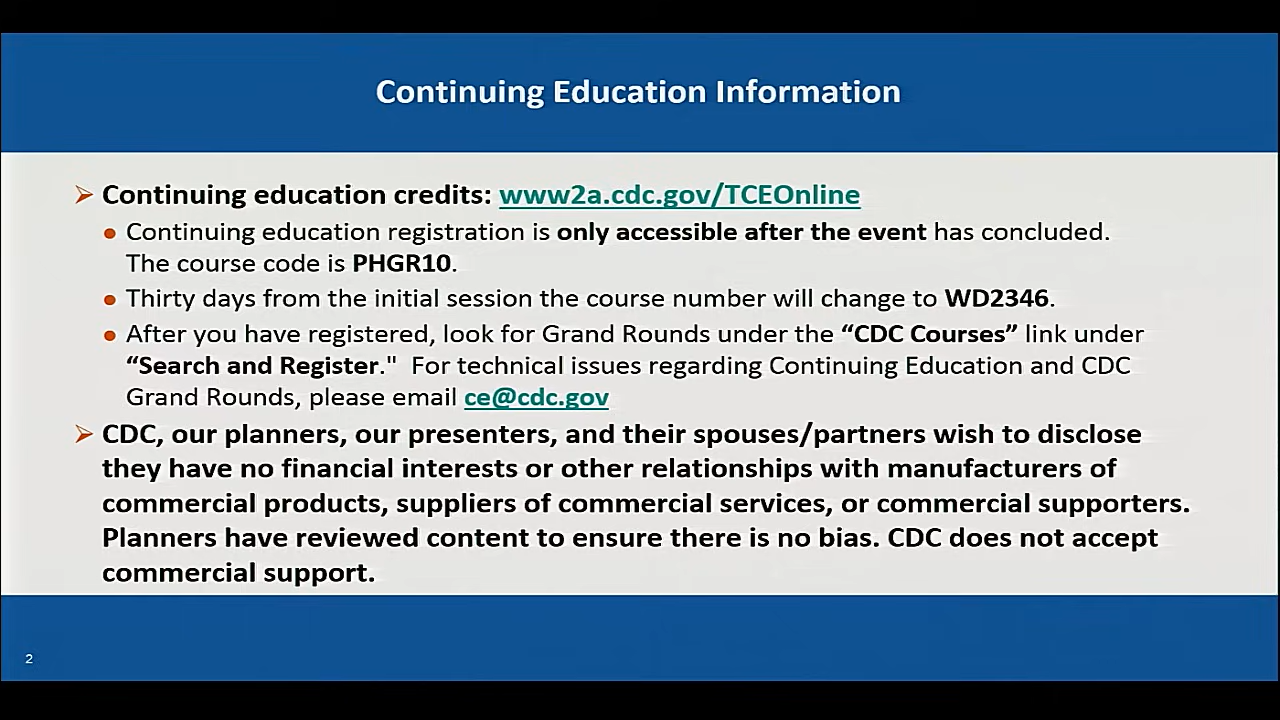 Continuing Education Information
➢ Continuing education credits: www2a.cdc.gov/TCEOnline
• Continuing education registration is only accessible after the event has concluded.
The course code is PHGR10.
• Thirty days from the initial session the course number will change to WD2346.
• After you have registered, look for Grand Rounds under the “CDC Courses” link under
“Search and Register."  For technical issues regarding Continuing Education and CDC
Grand Rounds, please email ce@cdc.gov
➢ CDC, our planners, our presenters, and their spouses/partners wish to disclose
they have no financial interests or other relationships with manufacturers of
commercial products, suppliers of commercial services, or commercial supporters.
Planners have reviewed content to ensure there is no bias. CDC does not accept
commercial support.
2